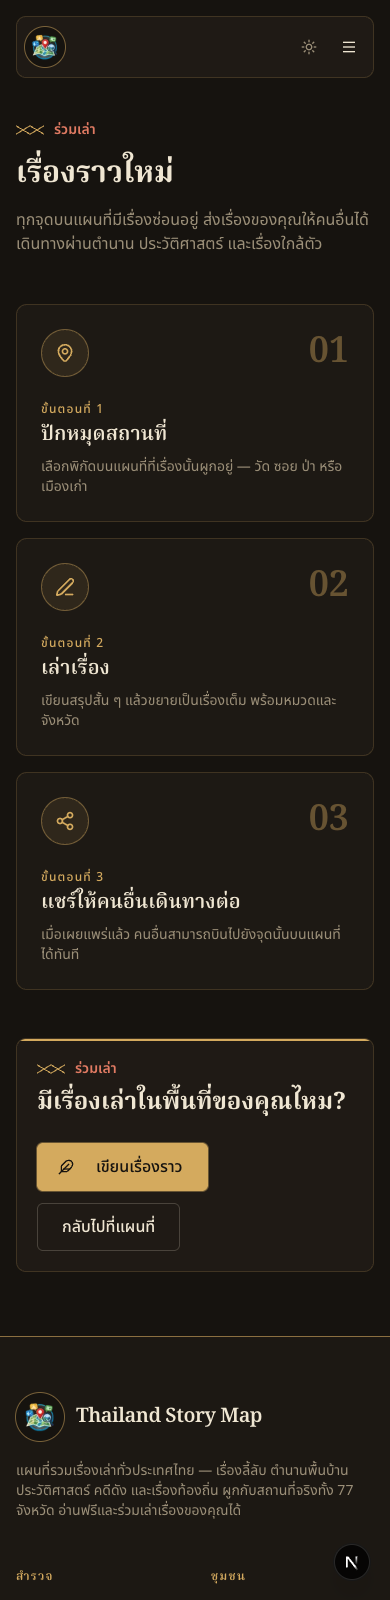 ร่วมเล่า
เรื่องราวใหม่
ทุกจุดบนแผนที่มีเรื่องซ่อนอยู่ ส่งเรื่องของคุณให้คนอื่นได้
เดินทางผ่านตำนาน ประวัติศาสตร์ และเรื่องใกล้ตัว
01
ขั้นตอนที่ 1
ปักหมุดสถานที่
เลือกพิกัดบนแผนที่ที่เรื่องนั้นผูกอยู่ — วัด ซอย ป่า หรือ
เมืองเก่า
02
ขั้นตอนที่ 2
เล่าเรื่อง
เขียนสรุปสั้น ๆ แล้วขยายเป็นเรื่องเต็ม พร้อมหมวดและ
จังหวัด
03
ขั้นตอนที่ 3
แชร์ให้คนอื่นเดินทางต่อ
เมื่อเผยแพร่แล้ว คนอื่นสามารถบินไปยังจุดนั้นบนแผนที่
ได้ทันที
ร่วมเล่า
มีเรื่องเล่าในพื้นที่ของคุณไหม?
เขียนเรื่องราว
กลับไปที่แผนที่
Thailand Story Map
แผนที่รวมเรื่องเล่าทั่วประเทศไทย — เรื่องลี้ลับ ตำนานพื้นบ้าน
ประวัติศาสตร์ คดีดัง และเรื่องท้องถิ่น ผูกกับสถานที่จริงทั้ง 77
จังหวัด อ่านฟรีและร่วมเล่าเรื่องของคุณได้
N
สำรวจ ชุมชน